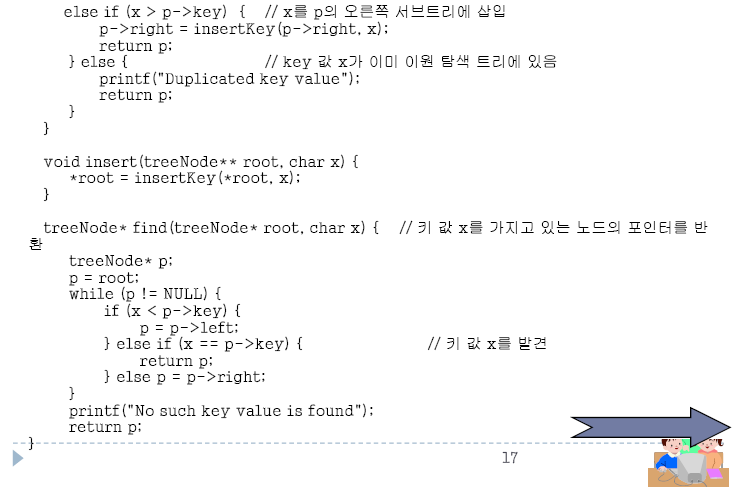 else if (x > p->key) { // x를 p의 오른쪽 서브트리에 삽입
p->right = insertKey(p->right, x);
return p;
} else { // key 값 x가 이미 이원 탐색 트리에 있음
printf("Duplicated key value");
return p;
}
}
void insert(treeNode** root, char x) {
*root = insertKey(*root, x);
}
treeNode* find(treeNode* root, char x) { // 키 값 x를 가지고 있는 노드의 포인터를 반
환
treeNode* p;
p = root;
while (p != NULL) {
if (x < p->key) {
p = p->left;
} else if (x == p->key) { // 키 값 x를 발견
return p;
} else p = p->right;
}
printf("No such key value is found");
return p;
}
17